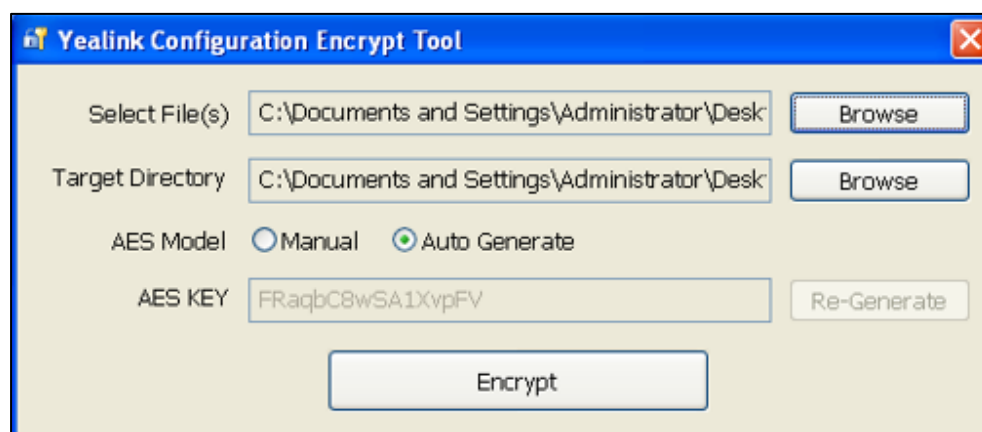 Yealink Configuration Encrypt Tool
Select File(s) C:\Documents and Settings\Administrator\Desk Browse
Target Directory C:\Documents and Settings\Administrator\Desk Browse
AES Model Manual Auto Generate
AES KEY FRaqbC8wSA1XvpFV Re-Generate
Encrypt